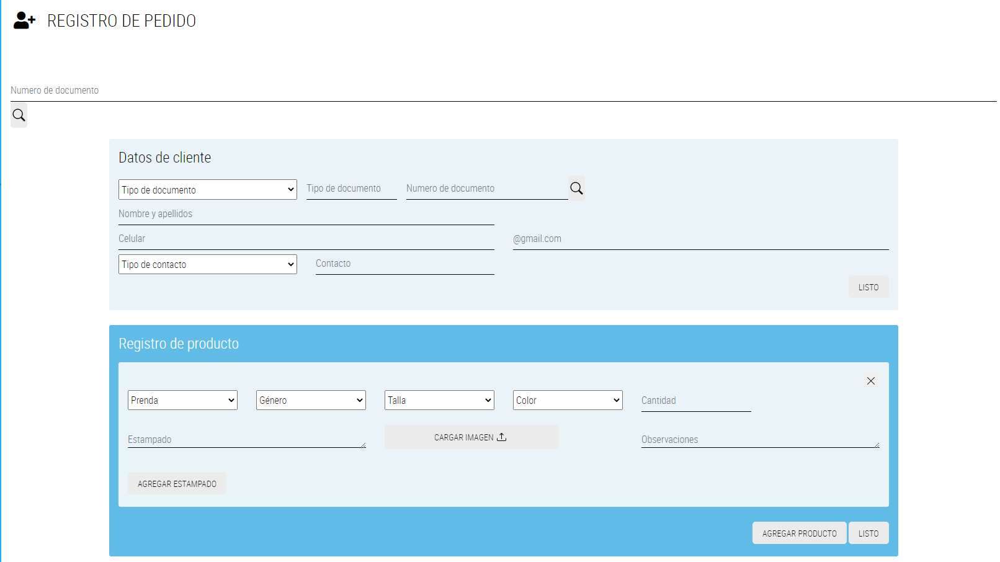 REGISTRO DE PEDIDO
Numero de documento
Datos de cliente
Tipo de documento Tipo de documento Numero de documento
Nombre y apellidos
Celular @gmail.com
Tipo de contacto Contacto
LISTO
Registro de producto
Prenda Género Talla Color Cantidad
Estampado CARGAR IMAGEN Observaciones
AGREGAR ESTAMPADO
AGREGAR PRODUCTO LISTO